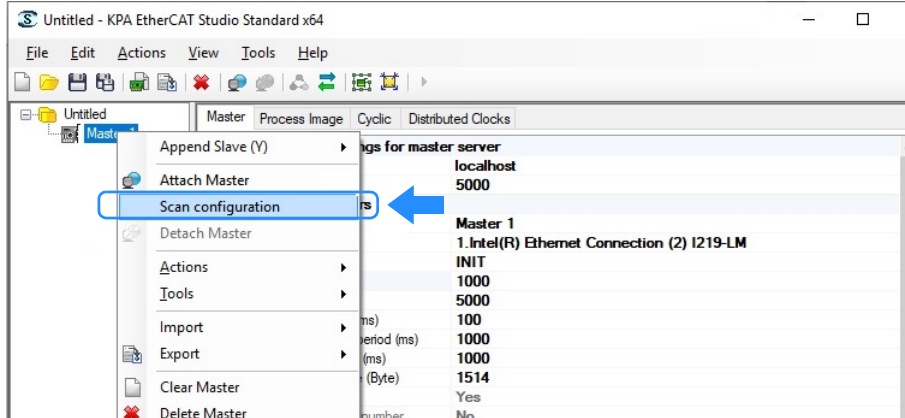 Untitled - KPA EtherCAT Studio Standard x64
File Edit Actions View Tools Help
Untitled
Master Process Image Cyclic Distributed Clocks
Append Slave (Y)
ngs for master server
localhost
Attach Master
5000
Scan configuration
rs
Detach Master
Master 1
1.Intel(R) Ethernet Connection (2) I219-LM
INIT
Actions
1000
Tools
5000
ms) 100
Import
period (ms) 1000
Export
(ms) 1000
(Byte) 1514
Clear Master
Yes
Delete Master
number No